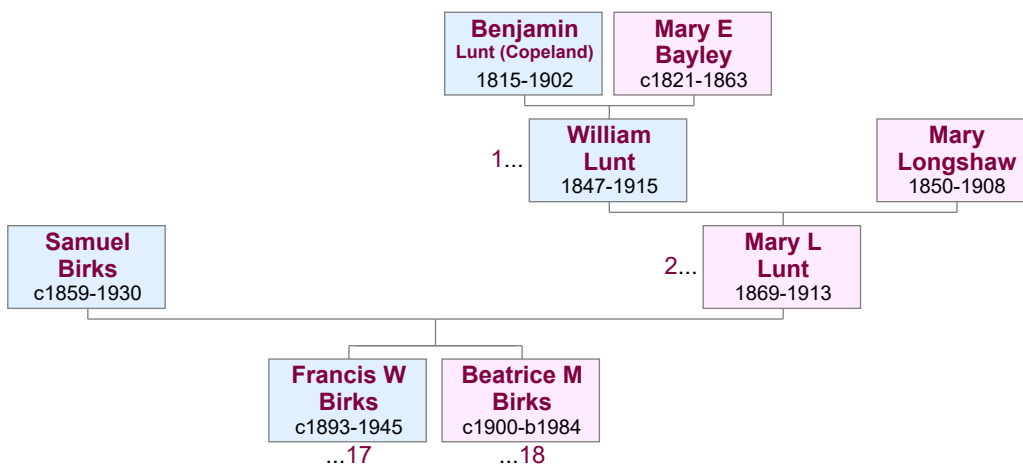 Benjamin
Lunt (Copeland)
1815-1902
Mary E
Bayley
c1821-1863
1...
William
Lunt
1847-1915
Mary
Longshaw
1850-1908
Samuel
Birks
c1859-1930
2...
Mary L
Lunt
1869-1913
Francis W
Birks
c1893-1945
...17
Beatrice M
Birks
c1900-b1984
...18